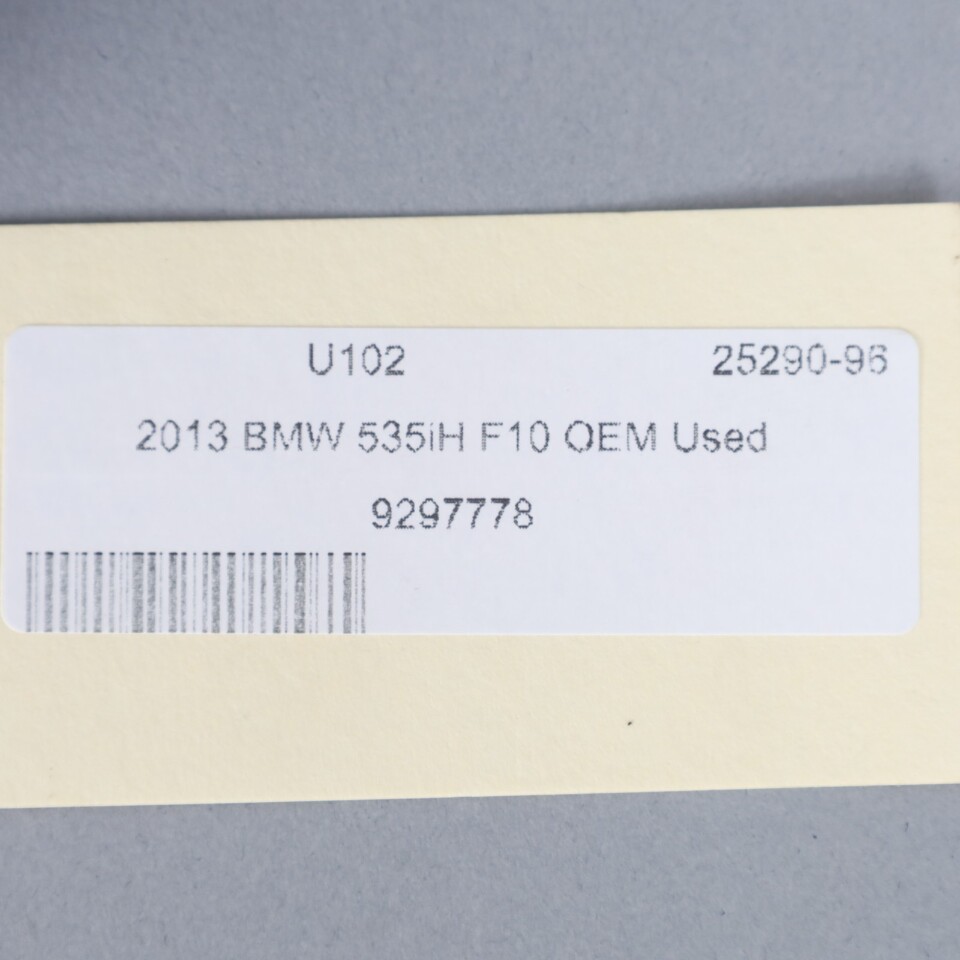 U102 25290-96
2013 BMW 535iH F10 OEM Used
9297778